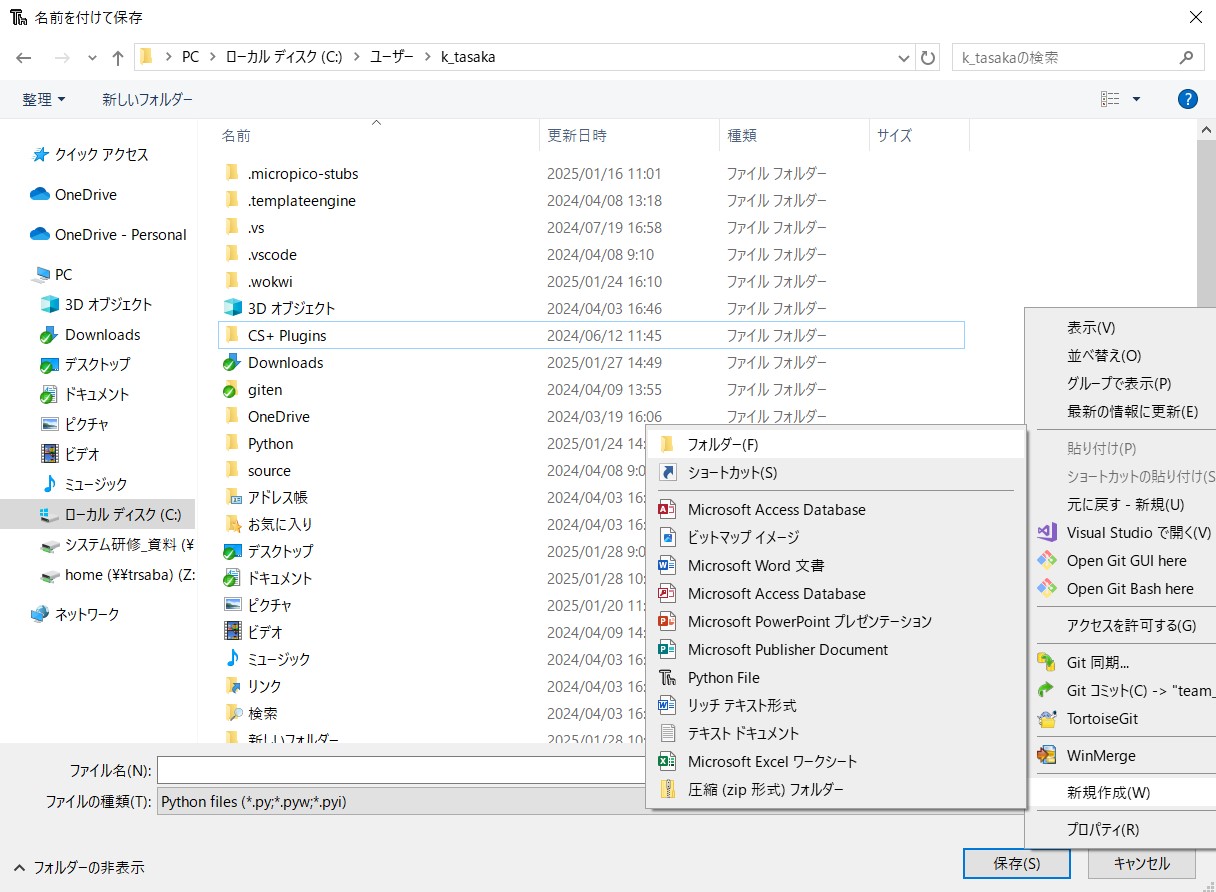 名前を付けて保存
PC > ローカル ディスク (C:) > ユーザー > k_tasaka
k_tasakaの検索
整理
新しいフォルダー
名前
更新日時
種類
サイズ
クイック アクセス
OneDrive
OneDrive - Personal
PC
3D オブジェクト
Downloads
デスクトップ
ドキュメント
ピクチャ
ビデオ
ミュージック
ローカル ディスク (C:)
システム研修_資料 (¥
home (¥¥trsaba) (Z:
ネットワーク
.micropico-stubs 2025/01/16 11:01 ファイル フォルダー
.templateengine 2024/04/08 13:18 ファイル フォルダー
.vs 2024/07/19 16:58 ファイル フォルダー
.vscode 2024/04/08 9:10 ファイル フォルダー
.wokwi 2025/01/24 16:10 ファイル フォルダー
3D オブジェクト 2024/04/03 16:46 ファイル フォルダー
CS+ Plugins 2024/06/12 11:45 ファイル フォルダー
Downloads 2025/01/27 14:49 ファイル フォルダー
giten 2024/04/09 13:55 ファイル フォルダー
OneDrive 2024/03/19 16:06 ファイル フォルダー
Python 2025/01/24 14:
source 2024/04/08 9:0
アドレス帳 2024/04/03 16:
お気に入り 2024/04/03 16:
デスクトップ 2025/01/28 9:0
ドキュメント 2025/01/28 10:
ピクチャ 2025/01/20 11:
ビデオ 2024/04/09 14:
ミュージック 2024/04/03 16:
リンク 2024/04/03 16:
検索 2024/04/03 16:
新しいフォルダー 2025/01/28 10:
フォルダー(F)
ショートカット(S)
Microsoft Access Database
ビットマップ イメージ
Microsoft Word 文書
Microsoft Access Database
Microsoft PowerPoint プレゼンテーション
Microsoft Publisher Document
Python File
リッチ テキスト形式
テキスト ドキュメント
Microsoft Excel ワークシート
圧縮 (zip 形式) フォルダー
表示(V)
並べ替え(O)
グループで表示(P)
最新の情報に更新(E)
貼り付け(P)
ショートカットの貼り付け(S
元に戻す - 新規(U)
Visual Studio で開く(V)
Open Git GUI here
Open Git Bash here
アクセスを許可する(G)
Git 同期...
Git コミット(C) -> "team_
TortoiseGit
WinMerge
新規作成(W)
プロパティ(R)
ファイル名(N):
ファイルの種類(T): Python files (*.py;*.pyw;*.pyi)
フォルダーの非表示
保存(S)
キャンセル